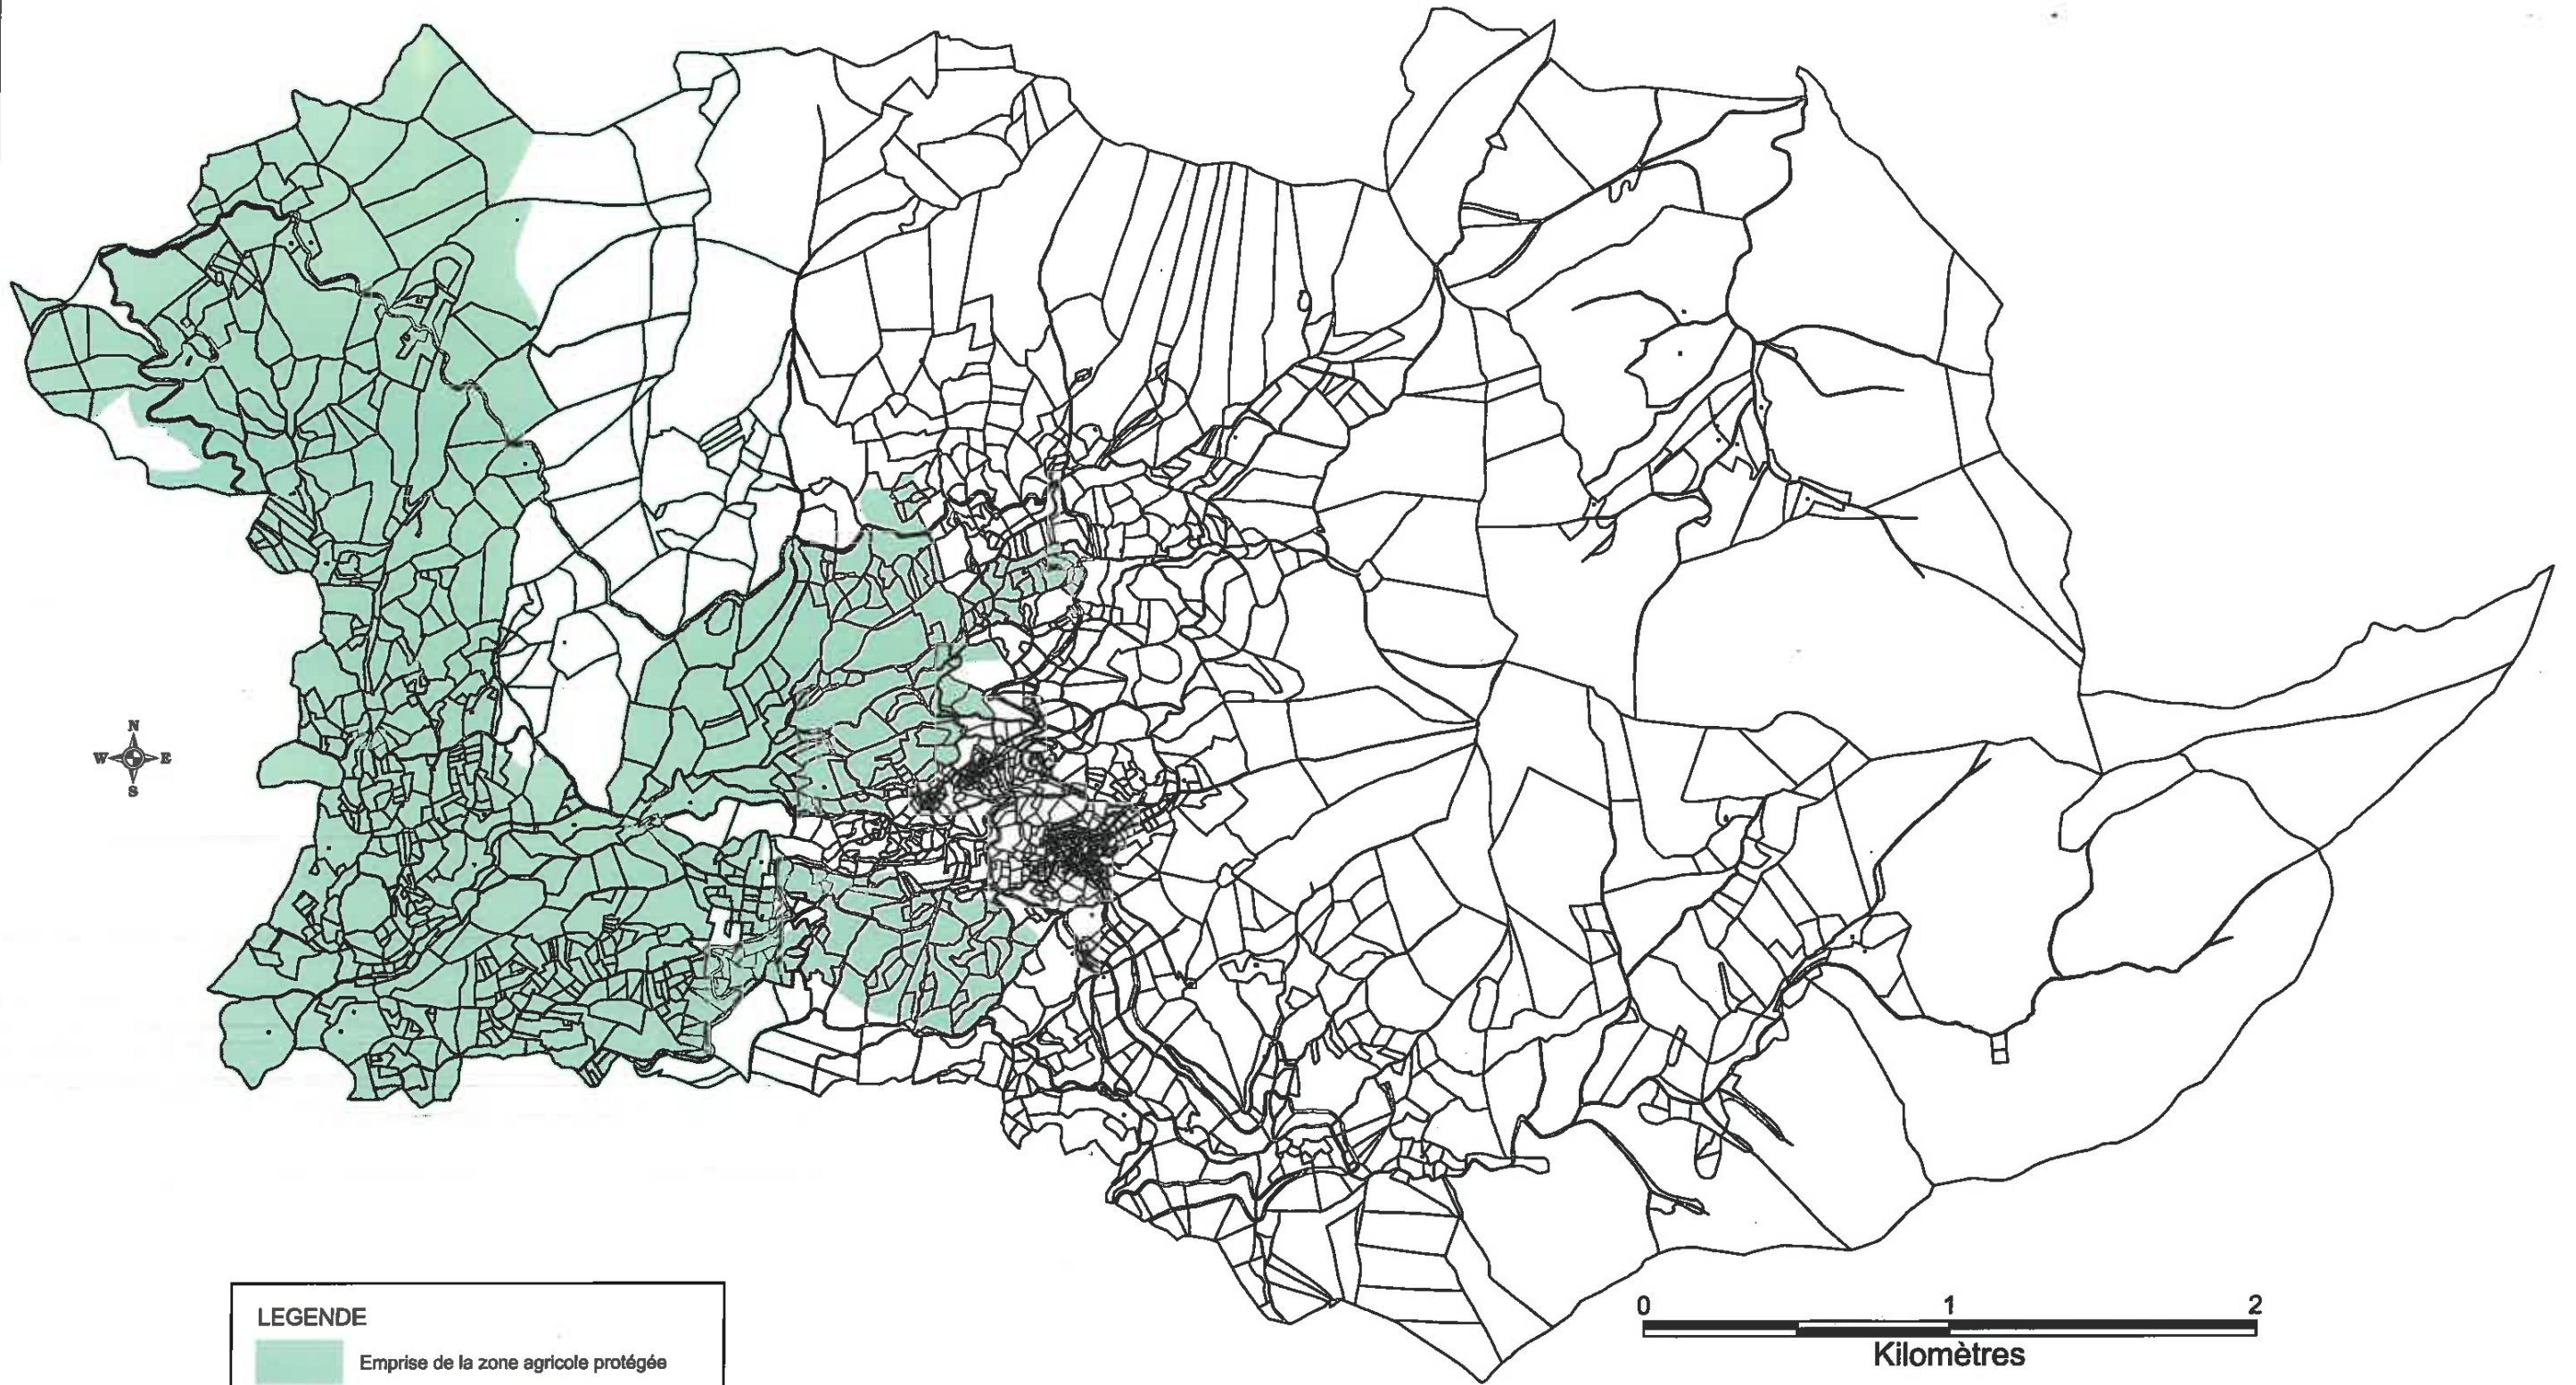 N
W E
S
LEGENDE
Emprise de la zone agricole protégée
0 1 2
Kilomètres